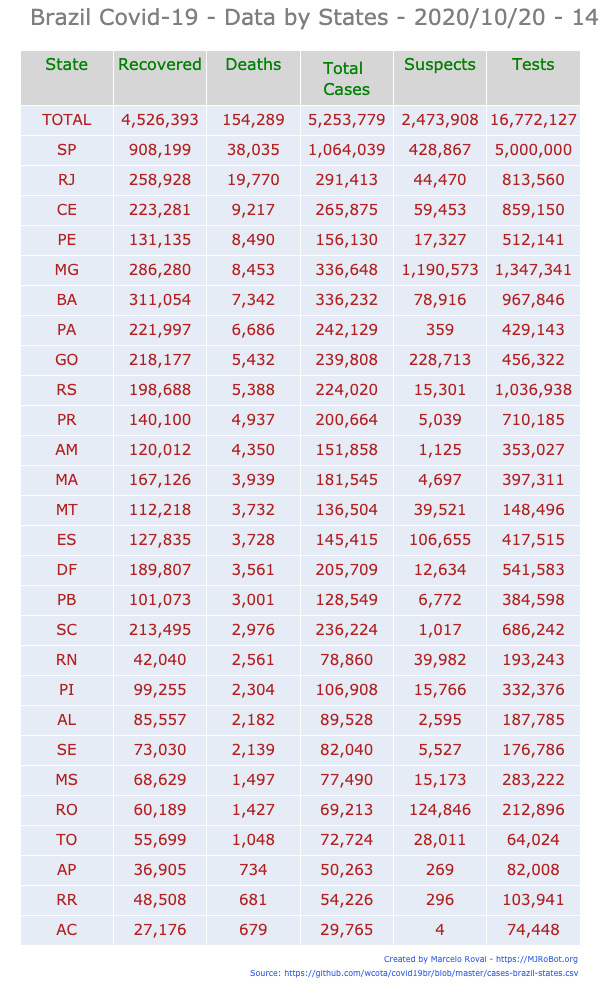 Brazil Covid-19 - Data by States - 2020/10/20 - 14
State Recovered Deaths Total Cases Suspects Tests
TOTAL 4,526,393 154,289 5,253,779 2,473,908 16,772,127
SP 908,199 38,035 1,064,039 428,867 5,000,000
RJ 258,928 19,770 291,413 44,470 813,560
CE 223,281 9,217 265,875 59,453 859,150
PE 131,135 8,490 156,130 17,327 512,141
MG 286,280 8,453 336,648 1,190,573 1,347,341
BA 311,054 7,342 336,232 78,916 967,846
PA 221,997 6,686 242,129 359 429,143
GO 218,177 5,432 239,808 228,713 456,322
RS 198,688 5,388 224,020 15,301 1,036,938
PR 140,100 4,937 200,664 5,039 710,185
AM 120,012 4,350 151,858 1,125 353,027
MA 167,126 3,939 181,545 4,697 397,311
MT 112,218 3,732 136,504 39,521 148,496
ES 127,835 3,728 145,415 106,655 417,515
DF 189,807 3,561 205,709 12,634 541,583
PB 101,073 3,001 128,549 6,772 384,598
SC 213,495 2,976 236,224 1,017 686,242
RN 42,040 2,561 78,860 39,982 193,243
PI 99,255 2,304 106,908 15,766 332,376
AL 85,557 2,182 89,528 2,595 187,785
SE 73,030 2,139 82,040 5,527 176,786
MS 68,629 1,497 77,490 15,173 283,222
RO 60,189 1,427 69,213 124,846 212,896
TO 55,699 1,048 72,724 28,011 64,024
AP 36,905 734 50,263 269 82,008
RR 48,508 681 54,226 296 103,941
AC 27,176 679 29,765 4 74,448
Created by Marcelo Rovai - https://MJRoBot.org
Source: https://github.com/wcota/covid19br/blob/master/cases-brazil-states.csv